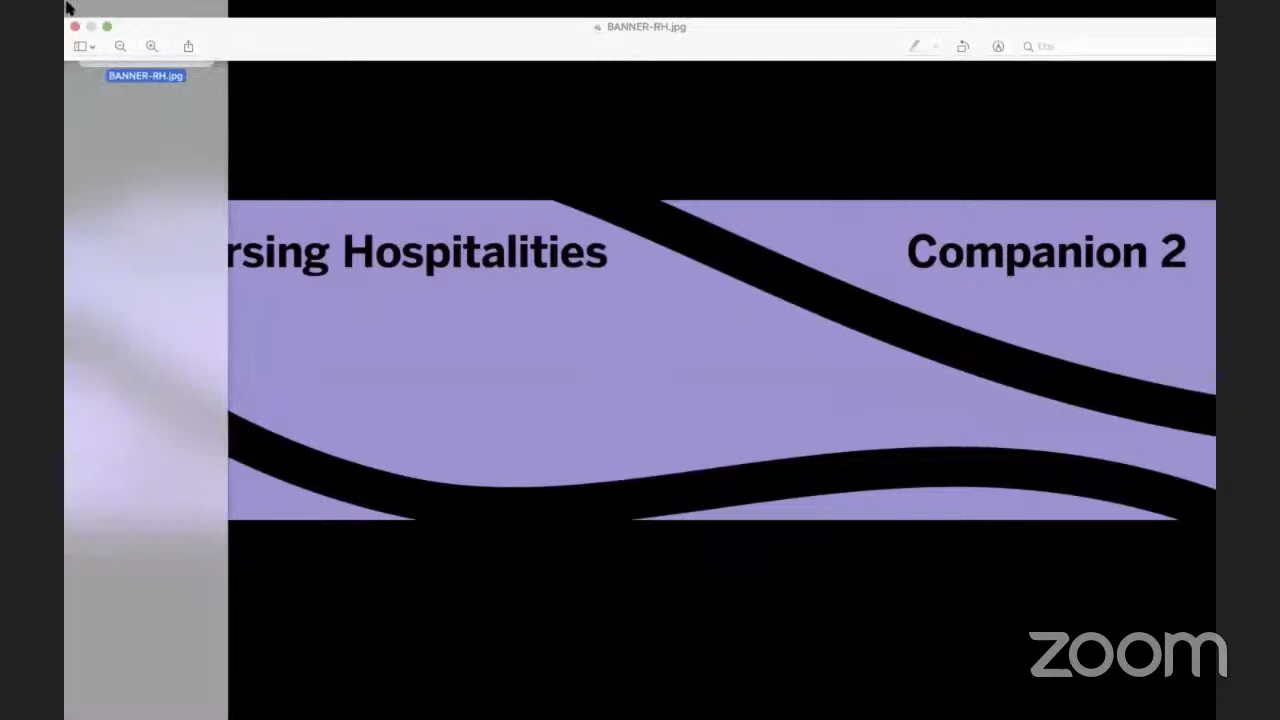 BANNER-RH.jpg
BANNER-RH.jpg
rsing Hospitalities
Companion 2
zoom